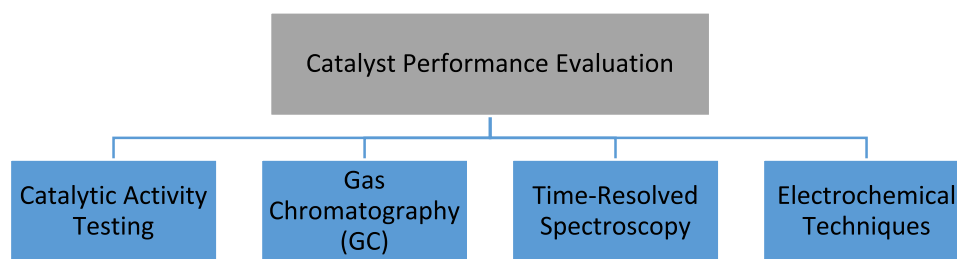 Catalyst Performance Evaluation
Catalytic Activity
Testing
Gas
Chromatography
(GC)
Time-Resolved
Spectroscopy
Electrochemical
Techniques